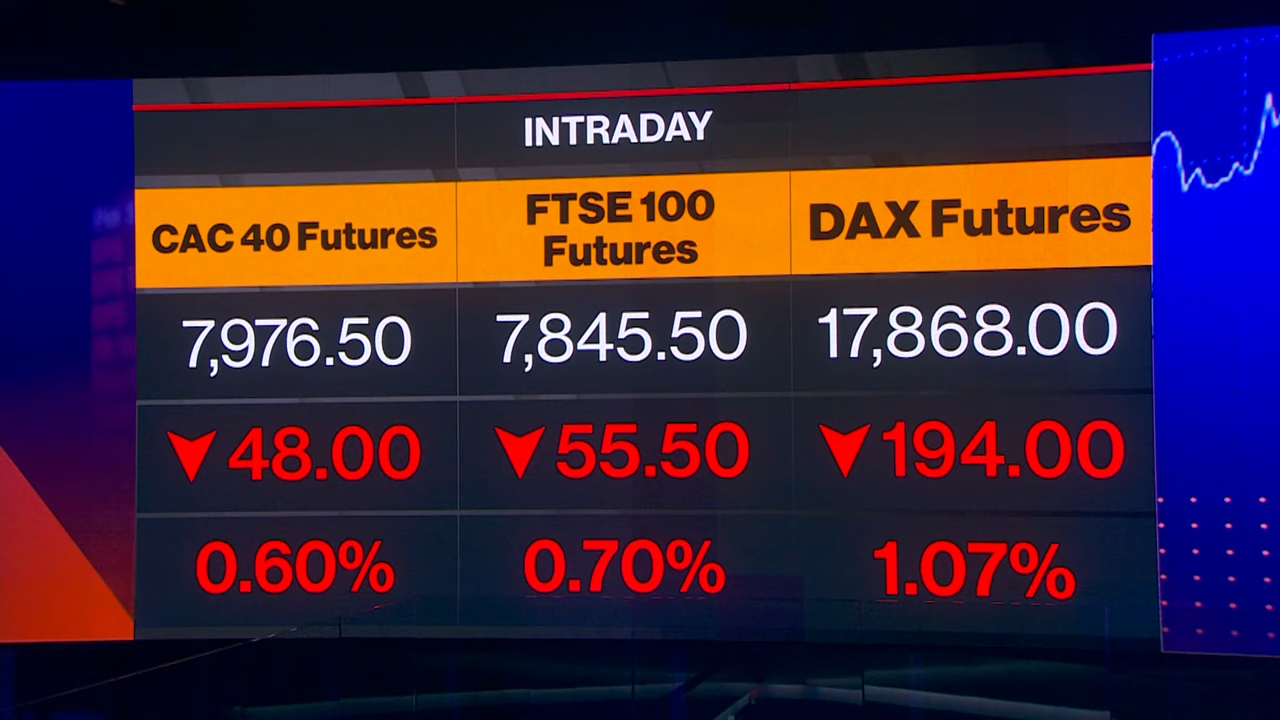 INTRADAY
CAC 40 Futures
FTSE 100
Futures
DAX Futures
7,976.50
7,845.50
17,868.00
48.00
55.50
194.00
0.60%
0.70%
1.07%